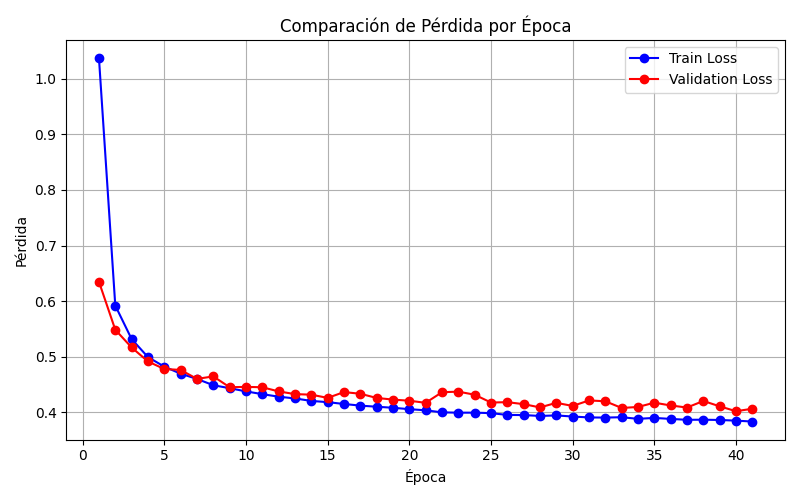 Comparación de Pérdida por Época
Train Loss
Validation Loss
Pérdida
1.0
0.9
0.8
0.7
0.6
0.5
0.4
0 5 10 15 20 25 30 35 40
Época